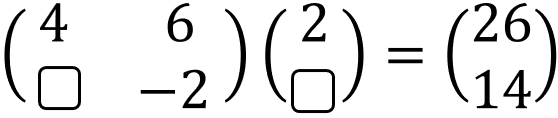 ( 4 6 ) ( 2 ) = ( 26 )
( □ −2 ) ( □ ) ( 14 )